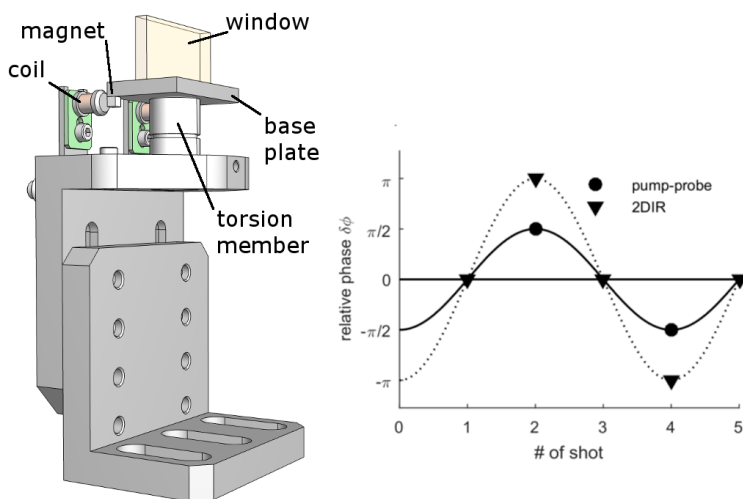 window
magnet
coil
base
plate
torsion
member
pump-probe
2DIR
relative phase δϕ
π
π/2
0
-π/2
-π
0 1 2 3 4 5
# of shot